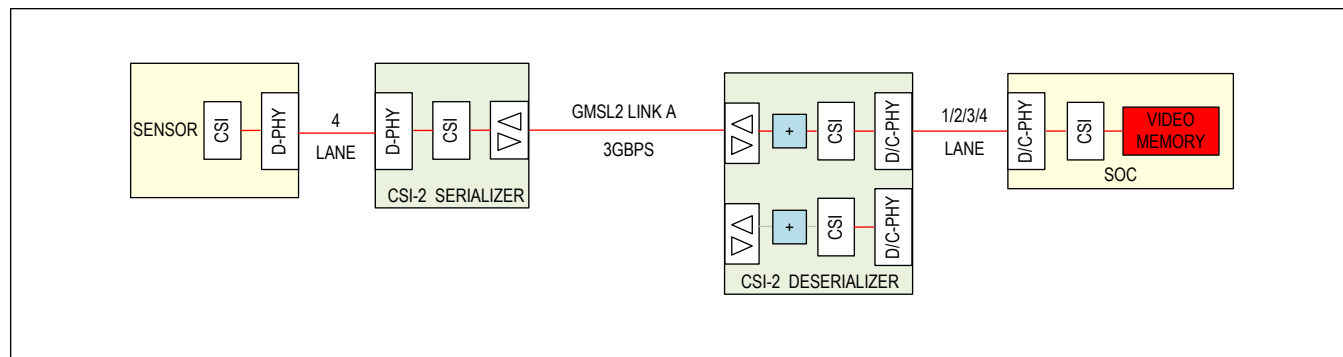 SENSOR
CSI
D-PHY
4
LANE
D-PHY
CSI
CSI-2 SERIALIZER
GMSL2 LINK A
3GBPS
+
CSI
D/C-PHY
+
CSI
D/C-PHY
CSI-2 DESERIALIZER
1/2/3/4
LANE
D/C-PHY
CSI
VIDEO
MEMORY
SOC